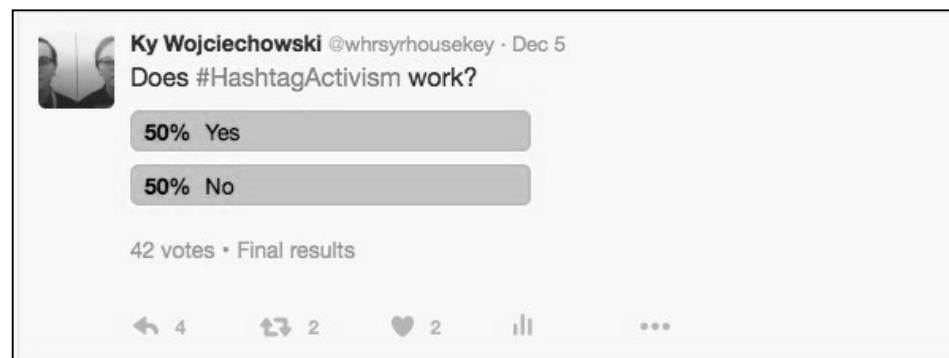 Ky Wojciechowski @whrsyrhousekey · Dec 5
Does #HashtagActivism work?
50% Yes
50% No
42 votes • Final results
4 2 2